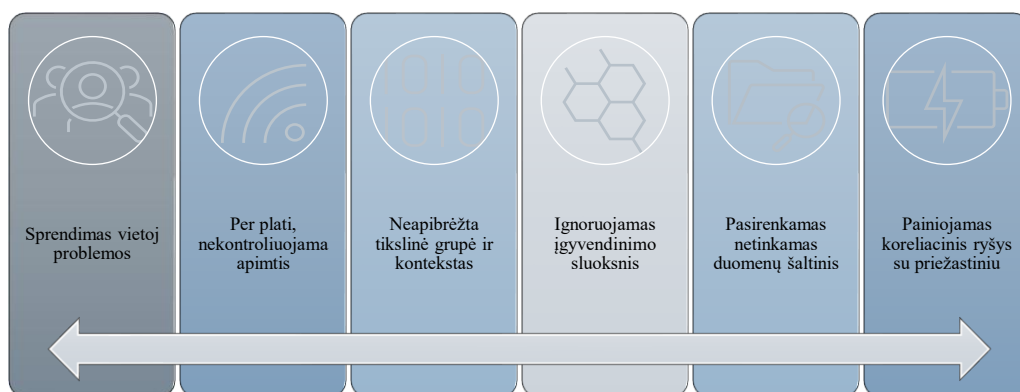 Sprendimas vietoj
problemos
Per plati,
nekontroliuojama
apimtis
Neapibrėžta
tikslinė grupė ir
kontekstas
Ignoruojamas
įgyvendinimo
sluoksnis
Pasirenkamas
netinkamas
duomenų šaltinis
Painiojamas
koreliacinis ryšys
su priežastiniu